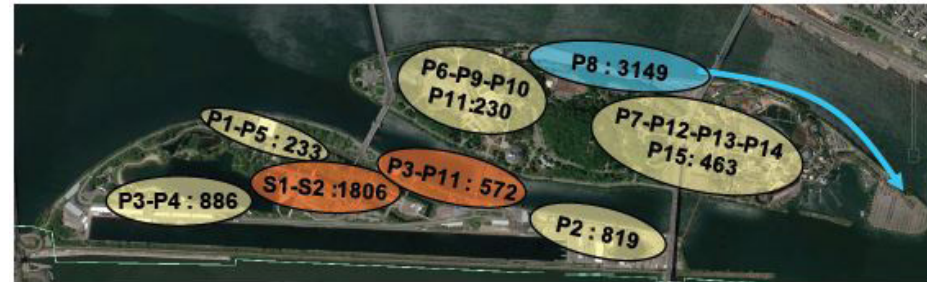 P8 : 3149
P6-P9-P10
P11:230
P7-P12-P13-P14
P15: 463
P1-P5 : 233
P3-P11 : 572
S1-S2 :1806
P3-P4 : 886
P2 : 819